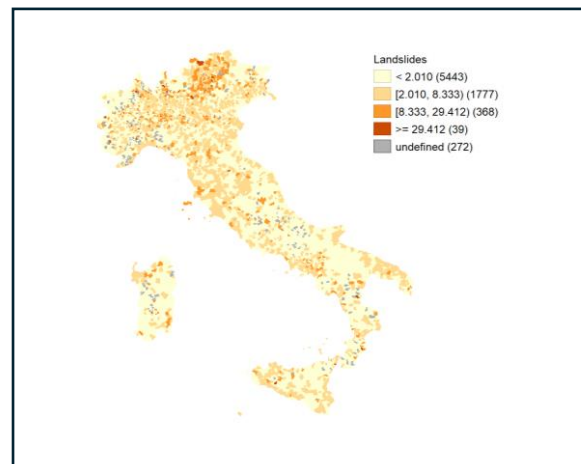 Landslides
< 2.010 (5443)
[2.010, 8.333) (1777)
[8.333, 29.412) (368)
>= 29.412 (39)
undefined (272)